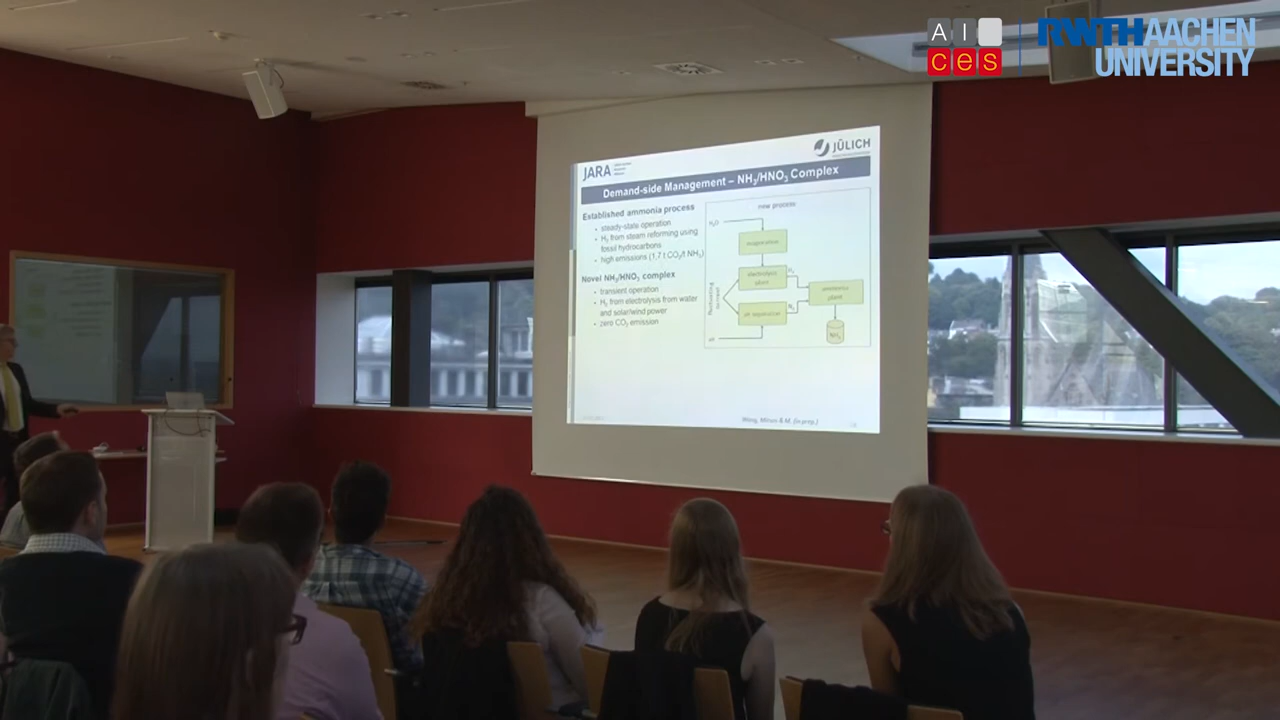 AI
ces
RWTH AACHEN
UNIVERSITY
JARA
JÜLICH
Demand-side Management – NH3/HNO3 Complex
Established ammonia process
• steady-state operation
• H2 from steam reforming using
fossil hydrocarbons
• high emissions (1,7 t CO2/t NH3)
Novel NH3/HNO3 complex
• transient operation
• H2 from electrolysis from water
and solar/wind power
• zero CO2 emission
new process
H2O
electrolysis
plant
H2
ammonia
plant
N2
air
NH3